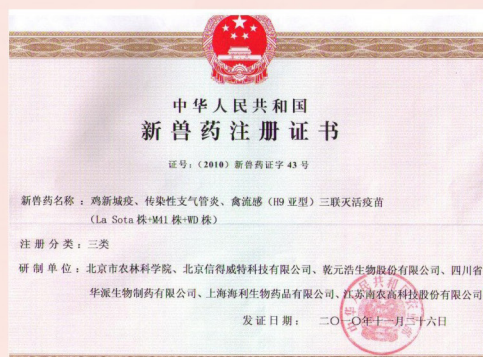 中华人民共和国
新兽药注册证书
证号：（2010）新兽药证字 43 号
新兽药名称：鸡新城疫、传染性支气管炎、禽流感（H9 亚型）三联灭活疫苗
（La Sota 株+M41 株+WD 株）
注册分类：三类
研制单位：北京市农林科学院、北京信得威特科技有限公司、乾元浩生物股份有限公司、四川省
华派生物制药有限公司、上海海利生物药品有限公司、江苏南农高科技股份有限公司
发证日期：二〇一〇年十一月二十六日